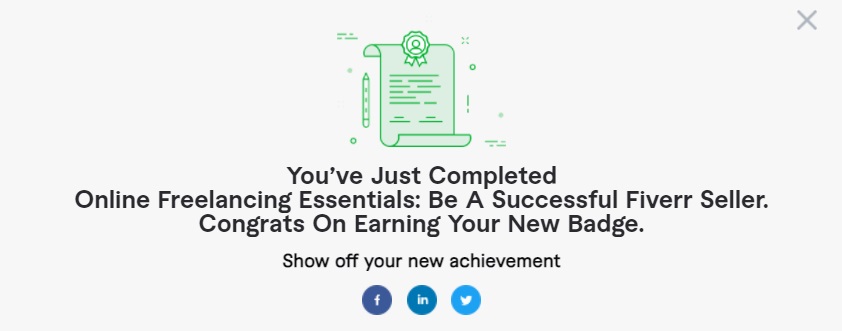 You've Just Completed
Online Freelancing Essentials: Be A Successful Fiverr Seller.
Congrats On Earning Your New Badge.
Show off your new achievement
f
in